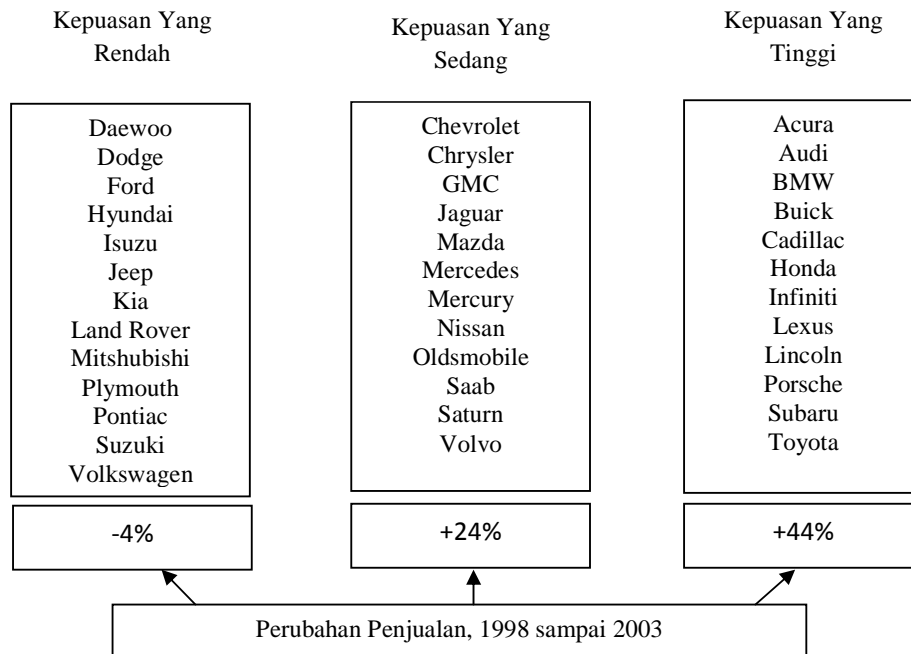 Kepuasan Yang
Rendah
Daewoo
Dodge
Ford
Hyundai
Isuzu
Jeep
Kia
Land Rover
Mitshubishi
Plymouth
Pontiac
Suzuki
Volkswagen
-4%
Kepuasan Yang
Sedang
Chevrolet
Chrysler
GMC
Jaguar
Mazda
Mercedes
Mercury
Nissan
Oldsmobile
Saab
Saturn
Volvo
+24%
Kepuasan Yang
Tinggi
Acura
Audi
BMW
Buick
Cadillac
Honda
Infiniti
Lexus
Lincoln
Porsche
Subaru
Toyota
+44%
Perubahan Penjualan, 1998 sampai 2003